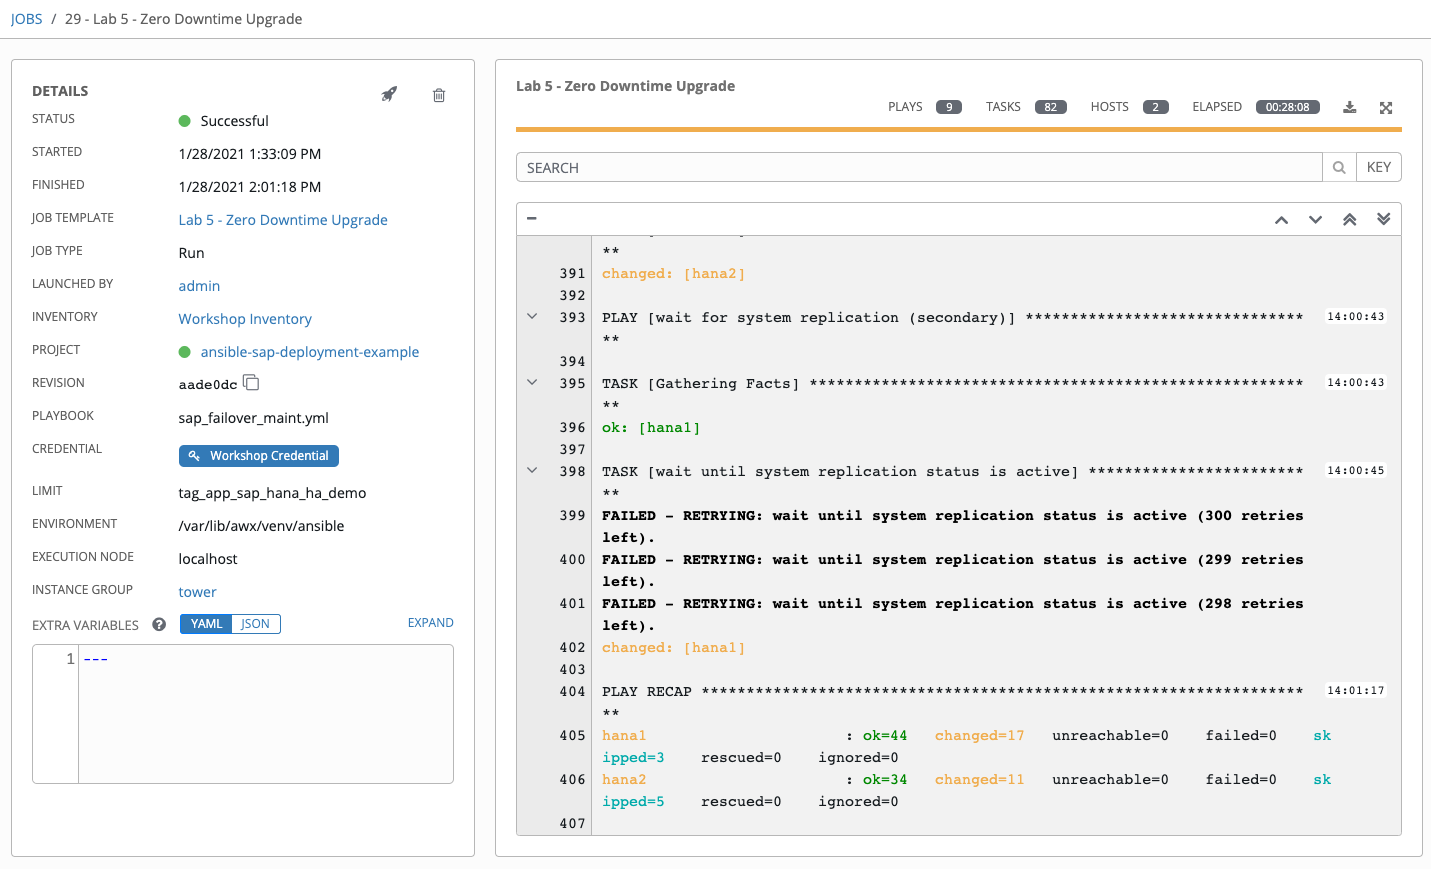 JOBS / 29 - Lab 5 - Zero Downtime Upgrade
DETAILS
STATUS Successful
STARTED 1/28/2021 1:33:09 PM
FINISHED 1/28/2021 2:01:18 PM
JOB TEMPLATE Lab 5 - Zero Downtime Upgrade
JOB TYPE Run
LAUNCHED BY admin
INVENTORY Workshop Inventory
PROJECT ansible-sap-deployment-example
REVISION aade0dc
PLAYBOOK sap_failover_maint.yml
CREDENTIAL Workshop Credential
LIMIT tag_app_sap_hana_ha_demo
ENVIRONMENT /var/lib/awx/venv/ansible
EXECUTION NODE localhost
INSTANCE GROUP tower
EXTRA VARIABLES ? YAML JSON EXPAND
1 ---
Lab 5 - Zero Downtime Upgrade
PLAYS 9 TASKS 82 HOSTS 2 ELAPSED 00:28:08
SEARCH KEY
**
391 changed: [hana2]
392
393 PLAY [wait for system replication (secondary)] ******************************* 14:00:43
**
394
395 TASK [Gathering Facts] ******************************************************* 14:00:43
**
396 ok: [hana1]
397
398 TASK [wait until system replication status is active] ************************ 14:00:45
**
399 FAILED - RETRYING: wait until system replication status is active (300 retries
left).
400 FAILED - RETRYING: wait until system replication status is active (299 retries
left).
401 FAILED - RETRYING: wait until system replication status is active (298 retries
left).
402 changed: [hana1]
403
404 PLAY RECAP ******************************************************************* 14:01:17
**
405 hana1 : ok=44 changed=17 unreachable=0 failed=0 sk
ipped=3 rescued=0 ignored=0
406 hana2 : ok=34 changed=11 unreachable=0 failed=0 sk
ipped=5 rescued=0 ignored=0
407